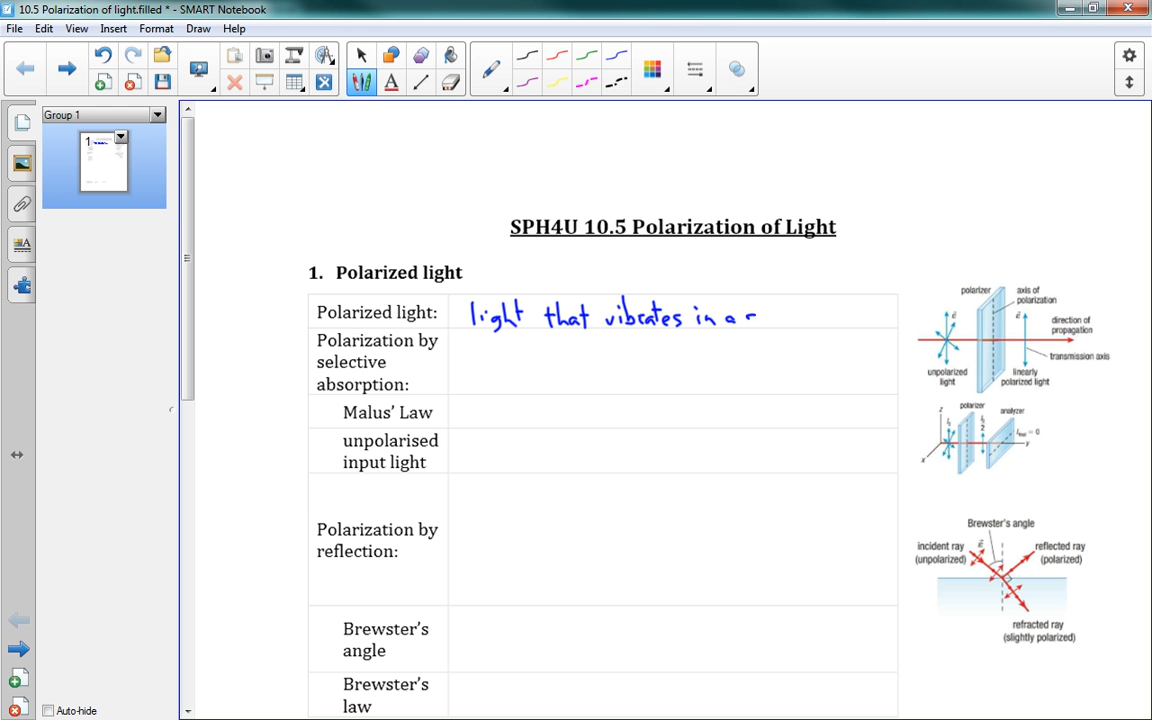 10.5 Polarization of light.filled * - SMART Notebook
File Edit View Insert Format Draw Help
Group 1
1
SPH4U 10.5 Polarization of Light
1. Polarized light
Polarized light: light that vibrates in a
Polarization by
selective
absorption:
Malus' Law
unpolarised
input light
Polarization by
reflection:
Brewster's
angle
Brewster's
law
polarizer
axis of
polarization
direction of
propagation
transmission axis
unpolarized
light
linearly
polarized light
polarizer
analyzer
z
x
y
Brewster's angle
incident ray
(unpolarized)
reflected ray
(polarized)
refracted ray
(slightly polarized)
Auto-hide